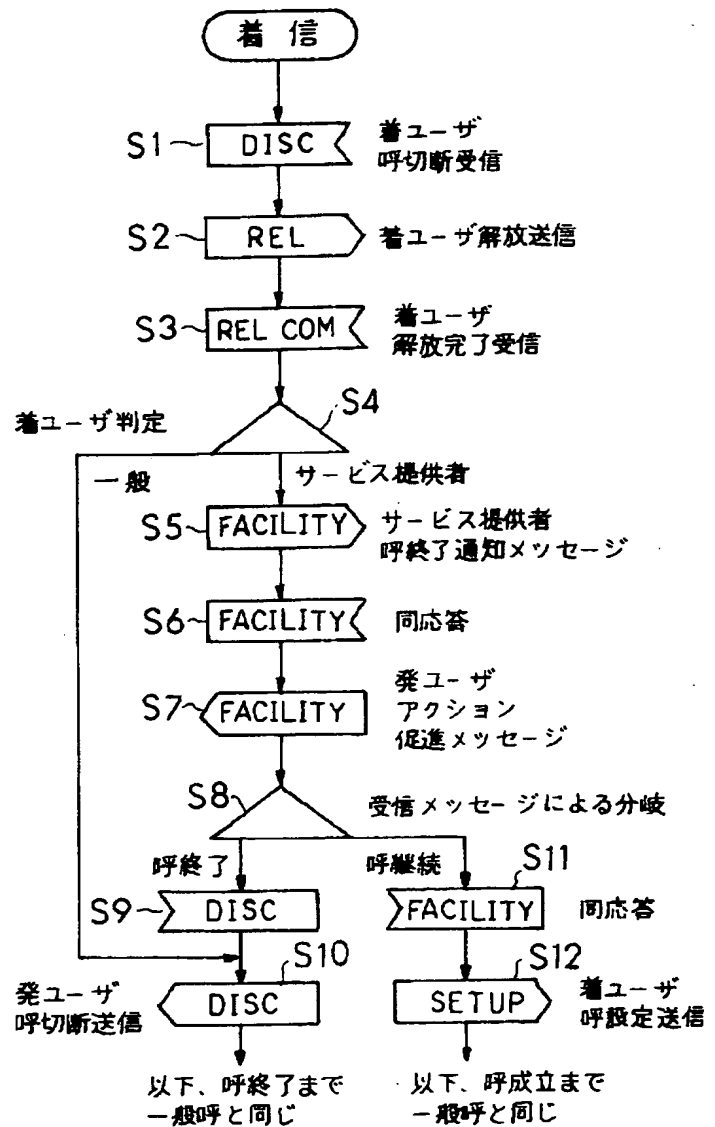 着信
S1
DISC
着ユーザ
呼切断受信
S2
REL
着ユーザ解放送信
S3
REL COM
着ユーザ
解放完了受信
S4
着ユーザ判定
一般
サービス提供者
S5
FACILITY
サービス提供者
呼終了通知メッセージ
S6
FACILITY
同応答
S7
FACILITY
発ユーザ
アクション
促進メッセージ
S8
受信メッセージによる分岐
呼終了
呼継続
S9
DISC
S11
FACILITY
同応答
S10
DISC
発ユーザ
呼切断送信
S12
SETUP
着ユーザ
呼設定送信
以下、呼終了まで
一般呼と同じ
以下、呼成立まで
一般呼と同じ